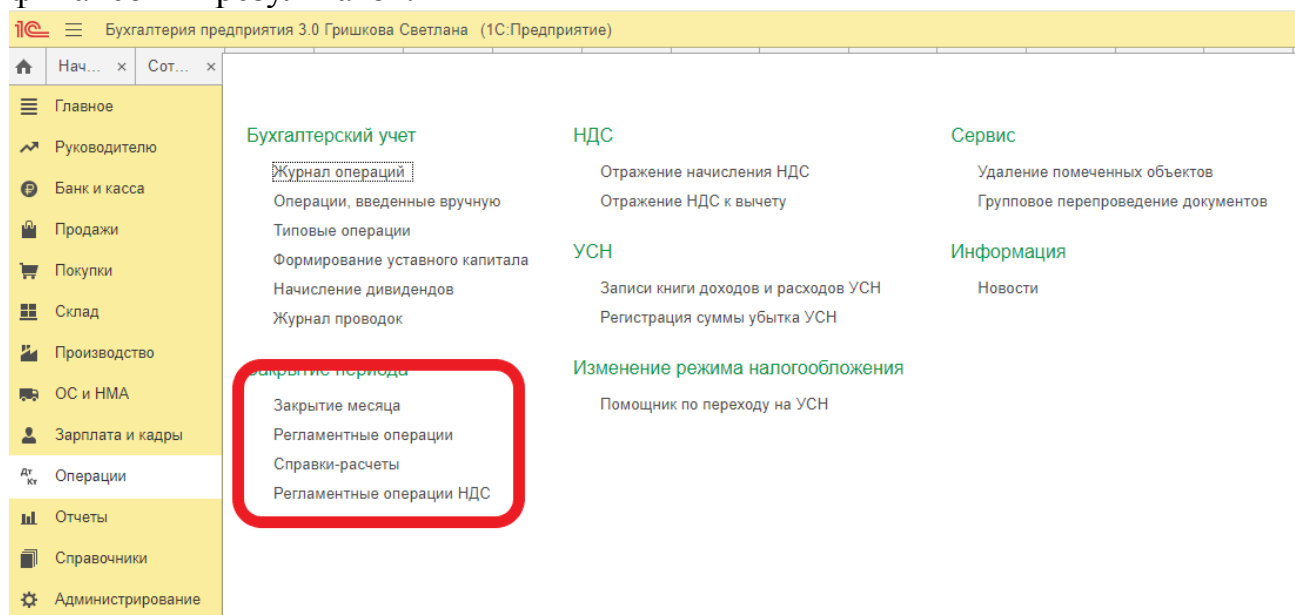 1С Бухгалтерия предприятия 3.0 Гришкова Светлана (1С:Предприятие)
Нач... × Сот... ×
Главное
Руководителю
Банк и касса
Продажи
Покупки
Склад
Производство
ОС и НМА
Зарплата и кадры
Дт Кт Операции
Отчеты
Справочники
Администрирование
Бухгалтерский учет
Журнал операций
Операции, введенные вручную
Типовые операции
Формирование уставного капитала
Начисление дивидендов
Журнал проводок
Закрытие периода
Закрытие месяца
Регламентные операции
Справки-расчеты
Регламентные операции НДС
НДС
Отражение начисления НДС
Отражение НДС к вычету
УСН
Записи книги доходов и расходов УСН
Регистрация суммы убытка УСН
Изменение режима налогообложения
Помощник по переходу на УСН
Сервис
Удаление помеченных объектов
Групповое перепроведение документов
Информация
Новости